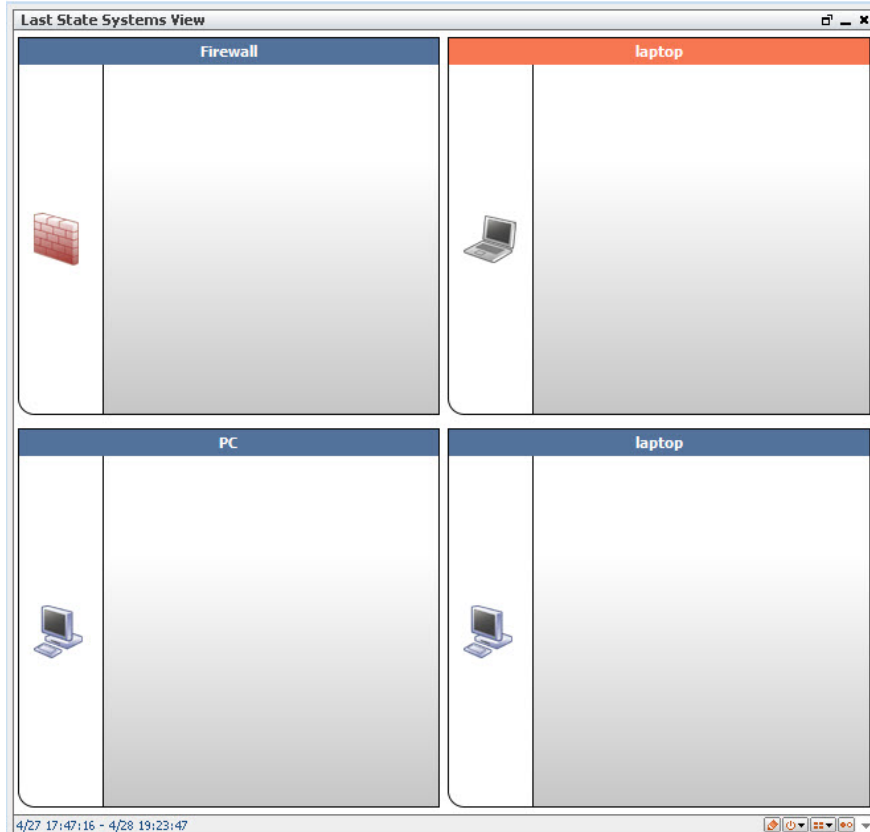 Last State Systems View
Firewall
laptop
PC
laptop
4/27 17:47:16 - 4/28 19:23:47